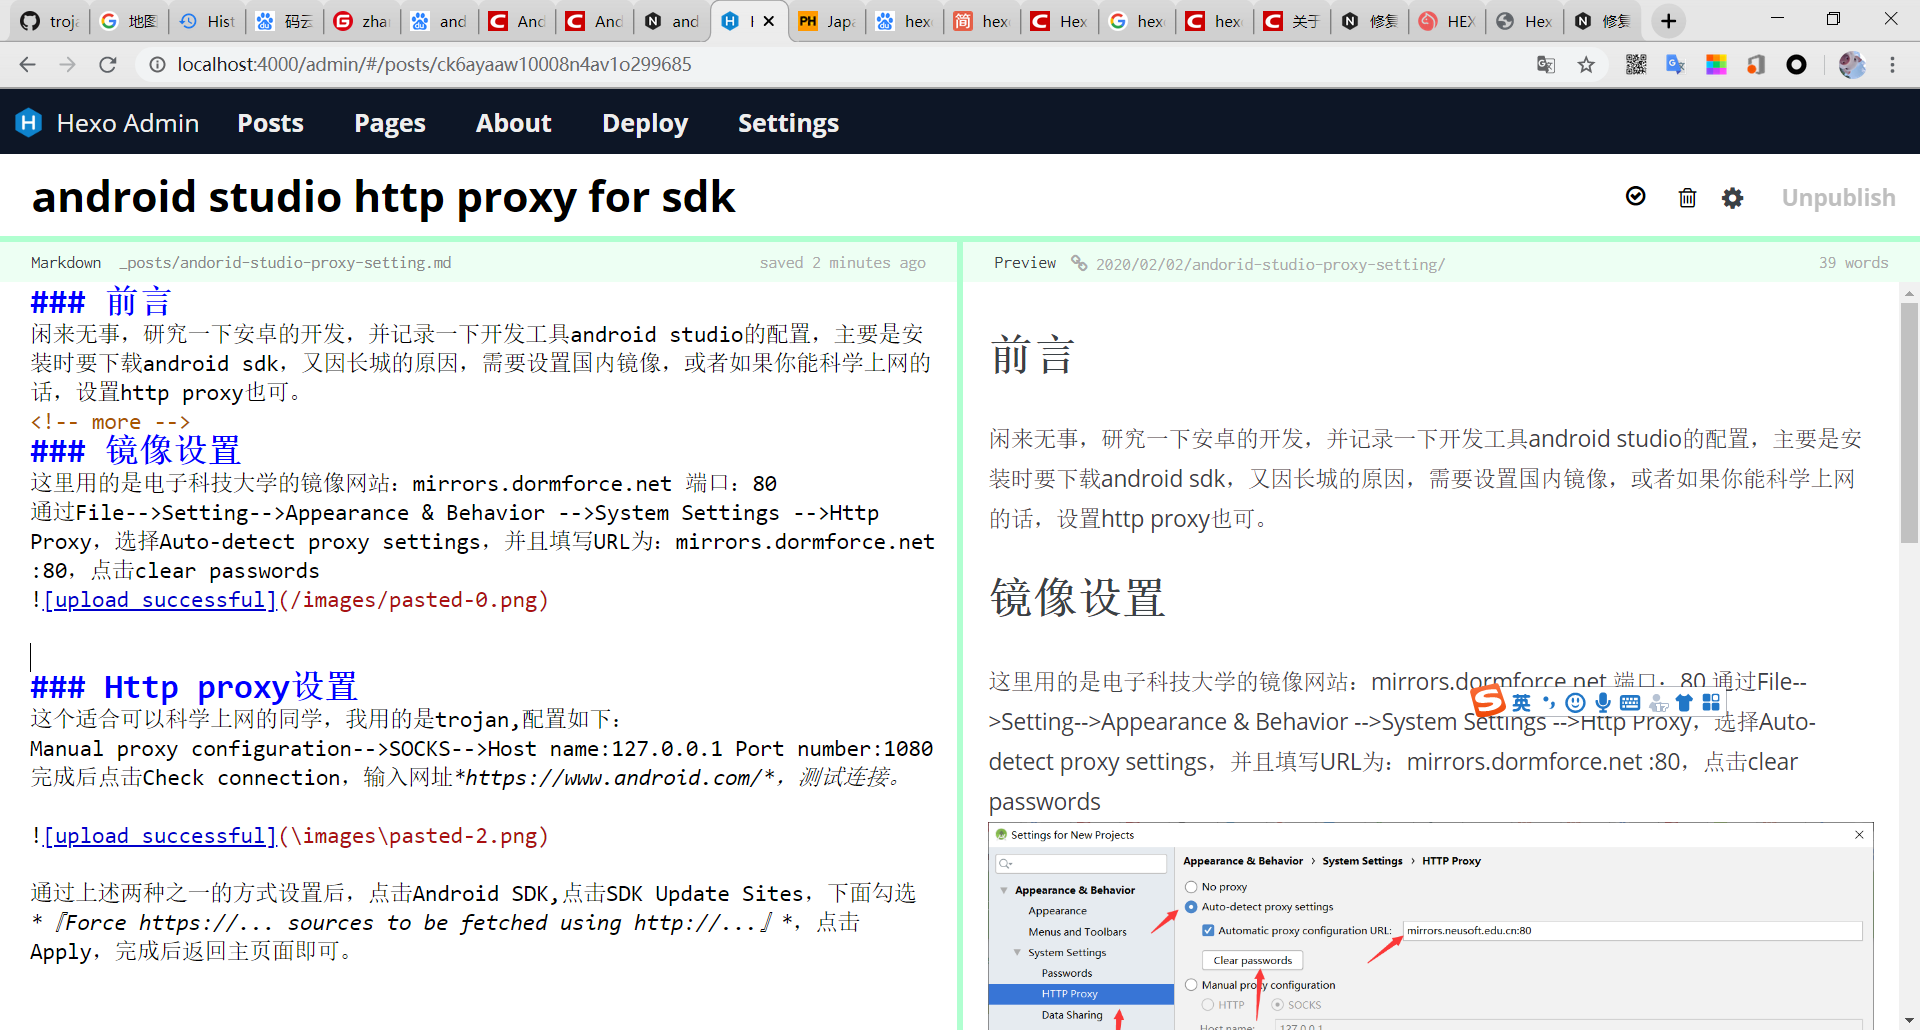 troja
地图
Hist
码云
zhan
and
And
And
and
H
Japa
hexo
hexo
Hex
hexo
hexo
关于
修复
HEX
Hex
修复
localhost:4000/admin/#/posts/ck6ayaaw10008n4av1o299685
Hexo Admin Posts Pages About Deploy Settings
android studio http proxy for sdk
Unpublish
Markdown _posts/andorid-studio-proxy-setting.md saved 2 minutes ago
### 前言
闲来无事，研究一下安卓的开发，并记录一下开发工具android studio的配置，主要是安
装时要下载android sdk，又因长城的原因，需要设置国内镜像，或者如果你能科学上网的
话，设置http proxy也可。
<!-- more -->
### 镜像设置
这里用的是电子科技大学的镜像网站：mirrors.dormforce.net 端口：80
通过File-->Setting-->Appearance & Behavior -->System Settings -->Http
Proxy，选择Auto-detect proxy settings，并且填写URL为：mirrors.dormforce.net
:80，点击clear passwords
![upload successful](/images/pasted-0.png)
### Http proxy设置
这个适合可以科学上网的同学，我用的是trojan,配置如下：
Manual proxy configuration-->SOCKS-->Host name:127.0.0.1 Port number:1080
完成后点击Check connection，输入网址*https://www.android.com/*，测试连接。
![upload successful](\images\pasted-2.png)
通过上述两种之一的方式设置后，点击Android SDK,点击SDK Update Sites，下面勾选
*『Force https://... sources to be fetched using http://...』*，点击
Apply，完成后返回主页面即可。
Preview 2020/02/02/andorid-studio-proxy-setting/ 39 words
前言
闲来无事，研究一下安卓的开发，并记录一下开发工具android studio的配置，主要是安
装时要下载android sdk，又因长城的原因，需要设置国内镜像，或者如果你能科学上网
的话，设置http proxy也可。
镜像设置
这里用的是电子科技大学的镜像网站：mirrors.dormforce.net 端口：80 通过File--
>Setting-->Appearance & Behavior -->System Settings -->Http Proxy，选择Auto-
detect proxy settings，并且填写URL为：mirrors.dormforce.net :80，点击clear
passwords
英
Settings for New Projects
Appearance & Behavior › System Settings › HTTP Proxy
Appearance & Behavior
Appearance
Menus and Toolbars
System Settings
Passwords
HTTP Proxy
Data Sharing
No proxy
Auto-detect proxy settings
Automatic proxy configuration URL: mirrors.neusoft.edu.cn:80
Clear passwords
Manual proxy configuration
HTTP SOCKS
Host name: 127.0.0.1